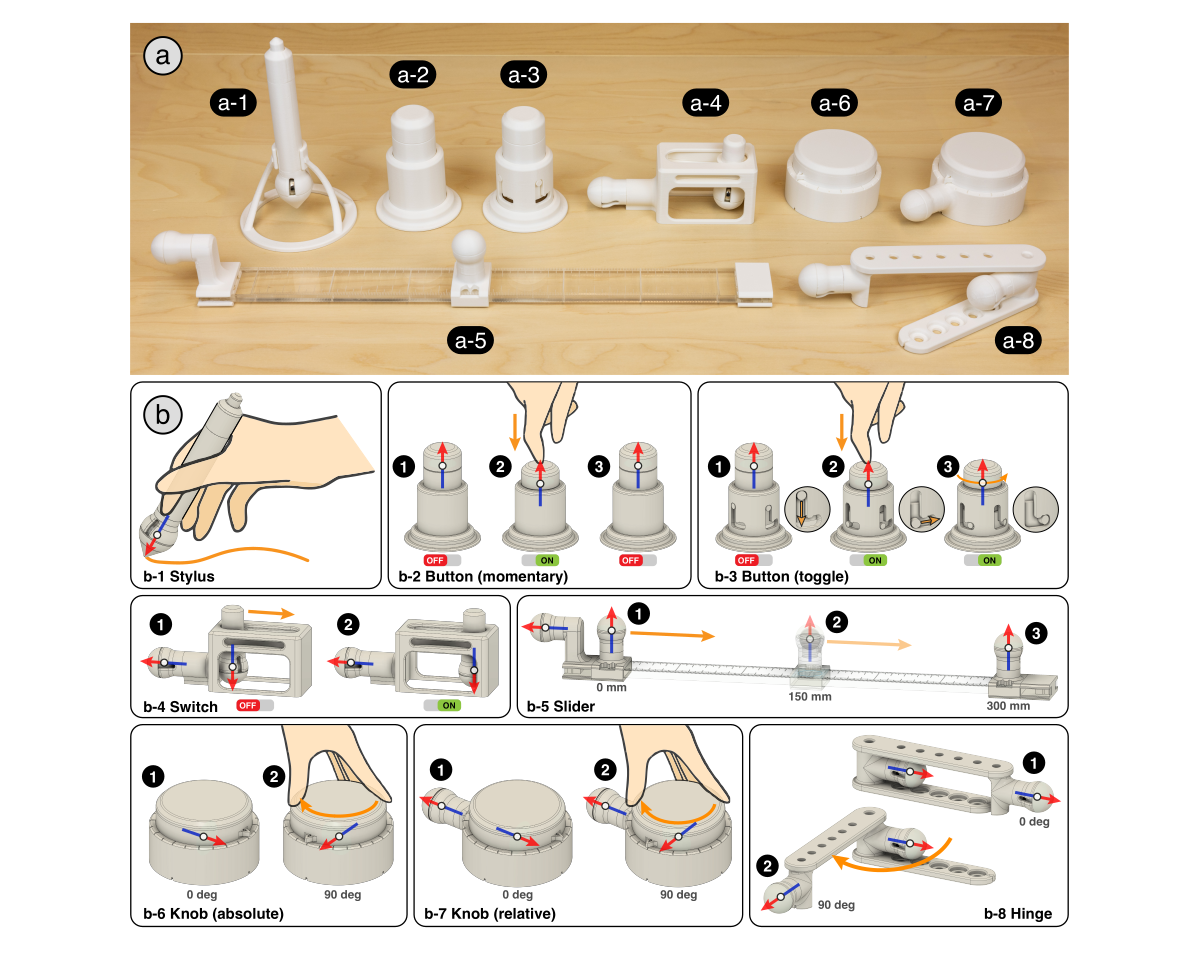 a
a-1
a-2
a-3
a-4
a-6
a-7
a-5
a-8
b
b-1 Stylus
1
2
3
OFF
ON
OFF
b-2 Button (momentary)
1
2
3
OFF
ON
ON
b-3 Button (toggle)
1
2
b-4 Switch
OFF
ON
1
2
3
0 mm
150 mm
300 mm
b-5 Slider
1
2
0 deg
90 deg
b-6 Knob (absolute)
1
2
0 deg
90 deg
b-7 Knob (relative)
1
0 deg
2
90 deg
b-8 Hinge